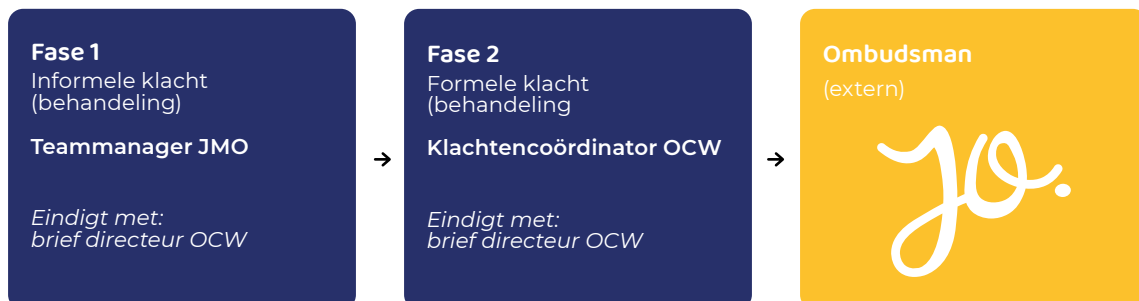 Fase 1
Informele klacht
(behandeling)
Teammanager JMO
Eindigt met:
brief directeur OCW
Fase 2
Formele klacht
(behandeling
Klachtencoördinator OCW
Eindigt met:
brief directeur OCW
Ombudsman
(extern)
jo.